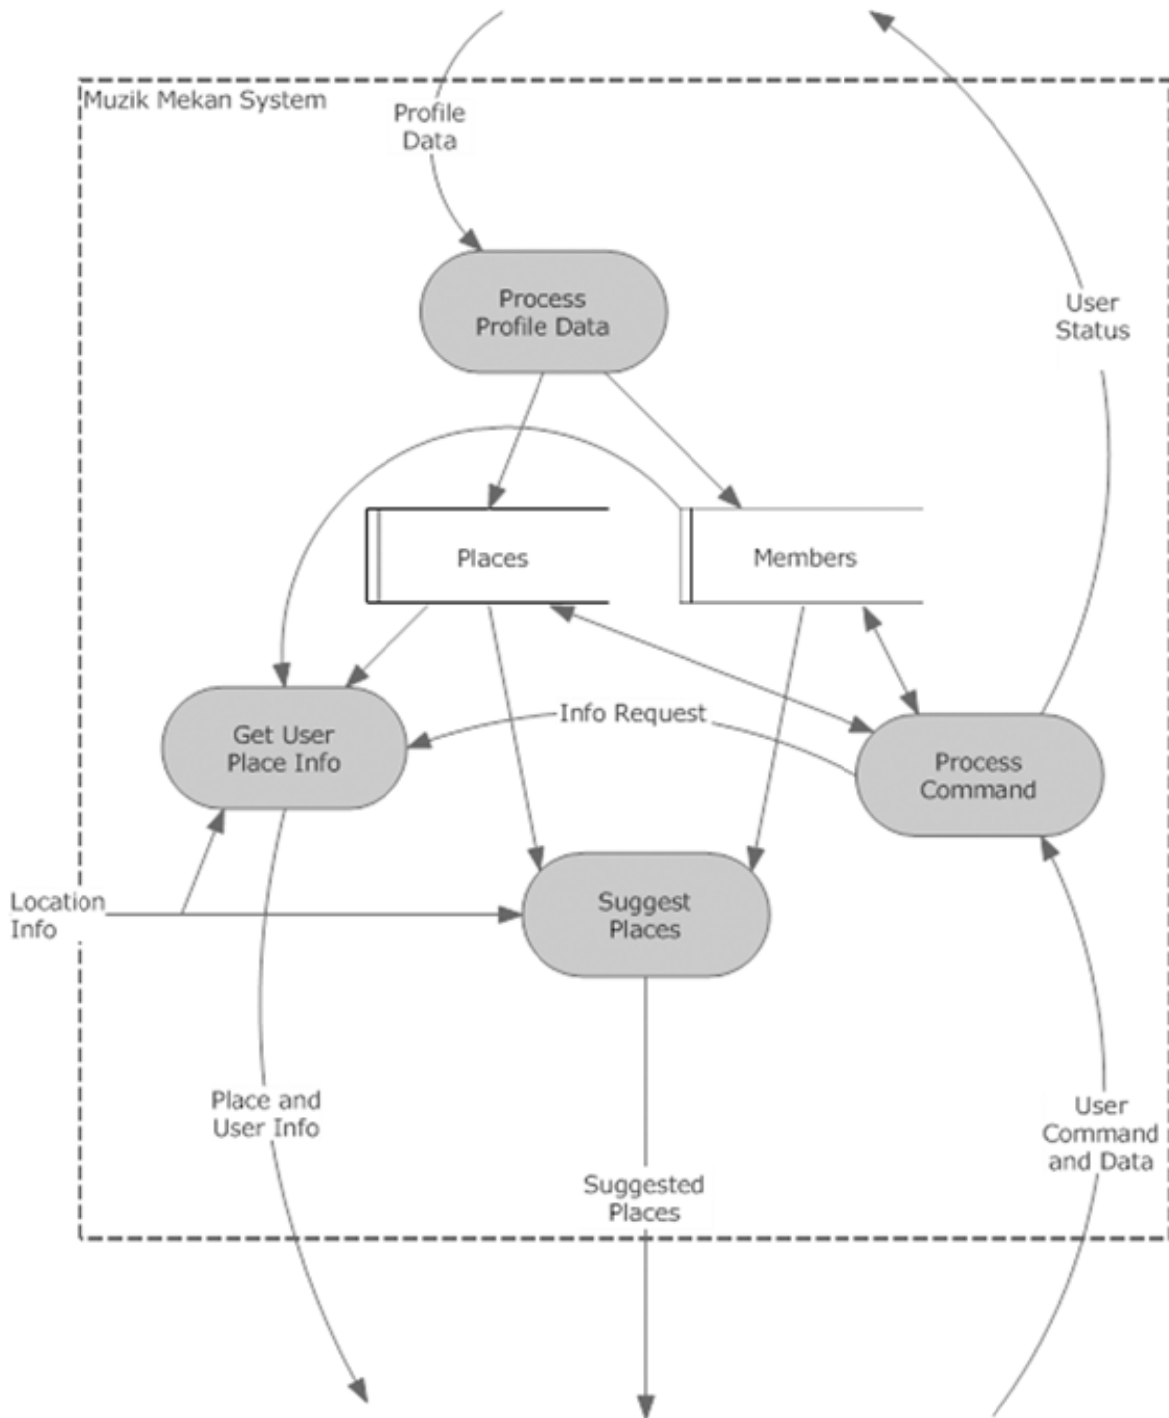 Muzik Mekan System
Profile
Data
Process
Profile Data
User
Status
Places
Members
Info Request
Get User
Place Info
Process
Command
Location
Info
Suggest
Places
Place and
User Info
User
Command
and Data
Suggested
Places